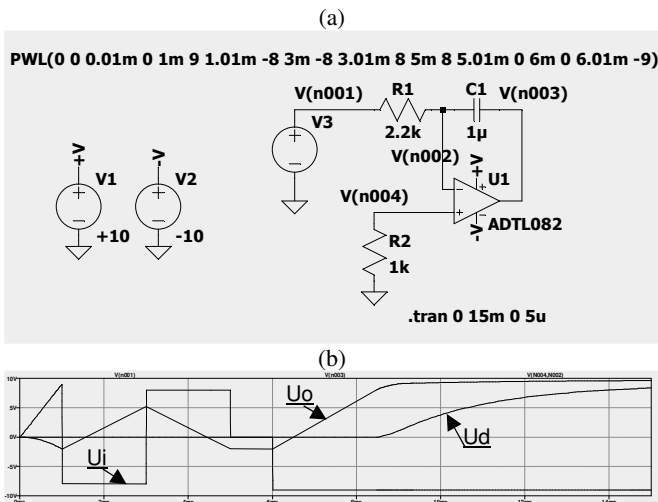 (a)
PWL(0 0 0.01m 0 1m 9 1.01m -8 3m -8 3.01m 8 5m 8 5.01m 0 6m 0 6.01m -9)
V(n001)
R1
C1
V(n003)
V3
2.2k
1µ
V(n002)
+V
-V
+V
U1
V1
V2
V(n004)
ADTL082
-V
R2
+10
-10
1k
.tran 0 15m 0 5u
(b)
V(n001) V(n003) V(N004,N002)
10V
5V
0V
-5V
-10V
Uo
Ud
Ui